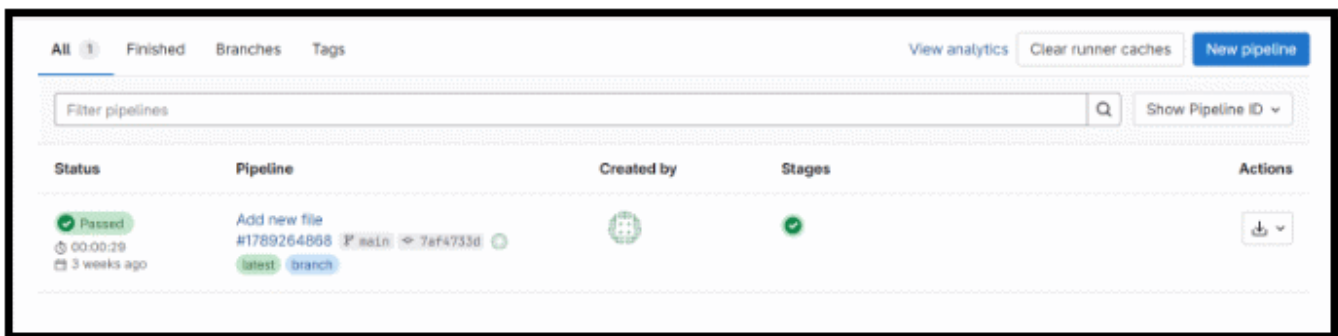 All 1 Finished Branches Tags View analytics Clear runner caches New pipeline
Filter pipelines Show Pipeline ID
Status Pipeline Created by Stages Actions
Passed Add new file
00:00:29 #1789264868 main 7af4733d
3 weeks ago latest branch